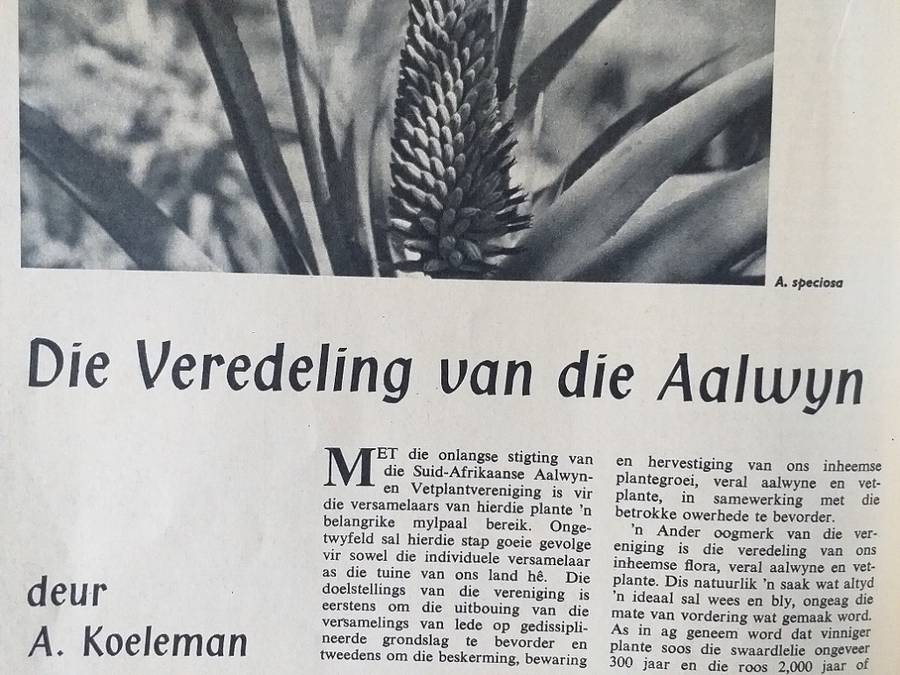 A. speciosa
Die Veredeling van die Aalwyn
deur
A. Koeleman
MET die onlangse stigting van
die Suid-Afrikaanse Aalwyn-
en Vetplantvereniging is vir
die versamelaars van hierdie plante 'n
belangrike mylpaal bereik. Onge-
twyfeld sal hierdie stap goeie gevolge
vir sowel die individuele versamelaar
as die tuine van ons land hê. Die
doelstellings van die vereniging is
eerstens om die uitbouing van die
versamelings van lede op gedissipli-
neerde grondslag te bevorder en
tweedens om die beskerming, bewaring
en hervestiging van ons inheemse
plantegroei, veral aalwyne en vet-
plante, in samewerking met die
betrokke owerhede te bevorder.
'n Ander oogmerk van die ver-
eniging is die veredeling van ons
inheemse flora, veral aalwyne en vet-
plante. Dis natuurlik 'n saak wat altyd
'n ideaal sal wees en bly, ongeag die
mate van vordering wat gemaak word.
As in ag geneem word dat vinniger
plante soos die swaardlelie ongeveer
300 jaar en die roos 2,000 jaar of